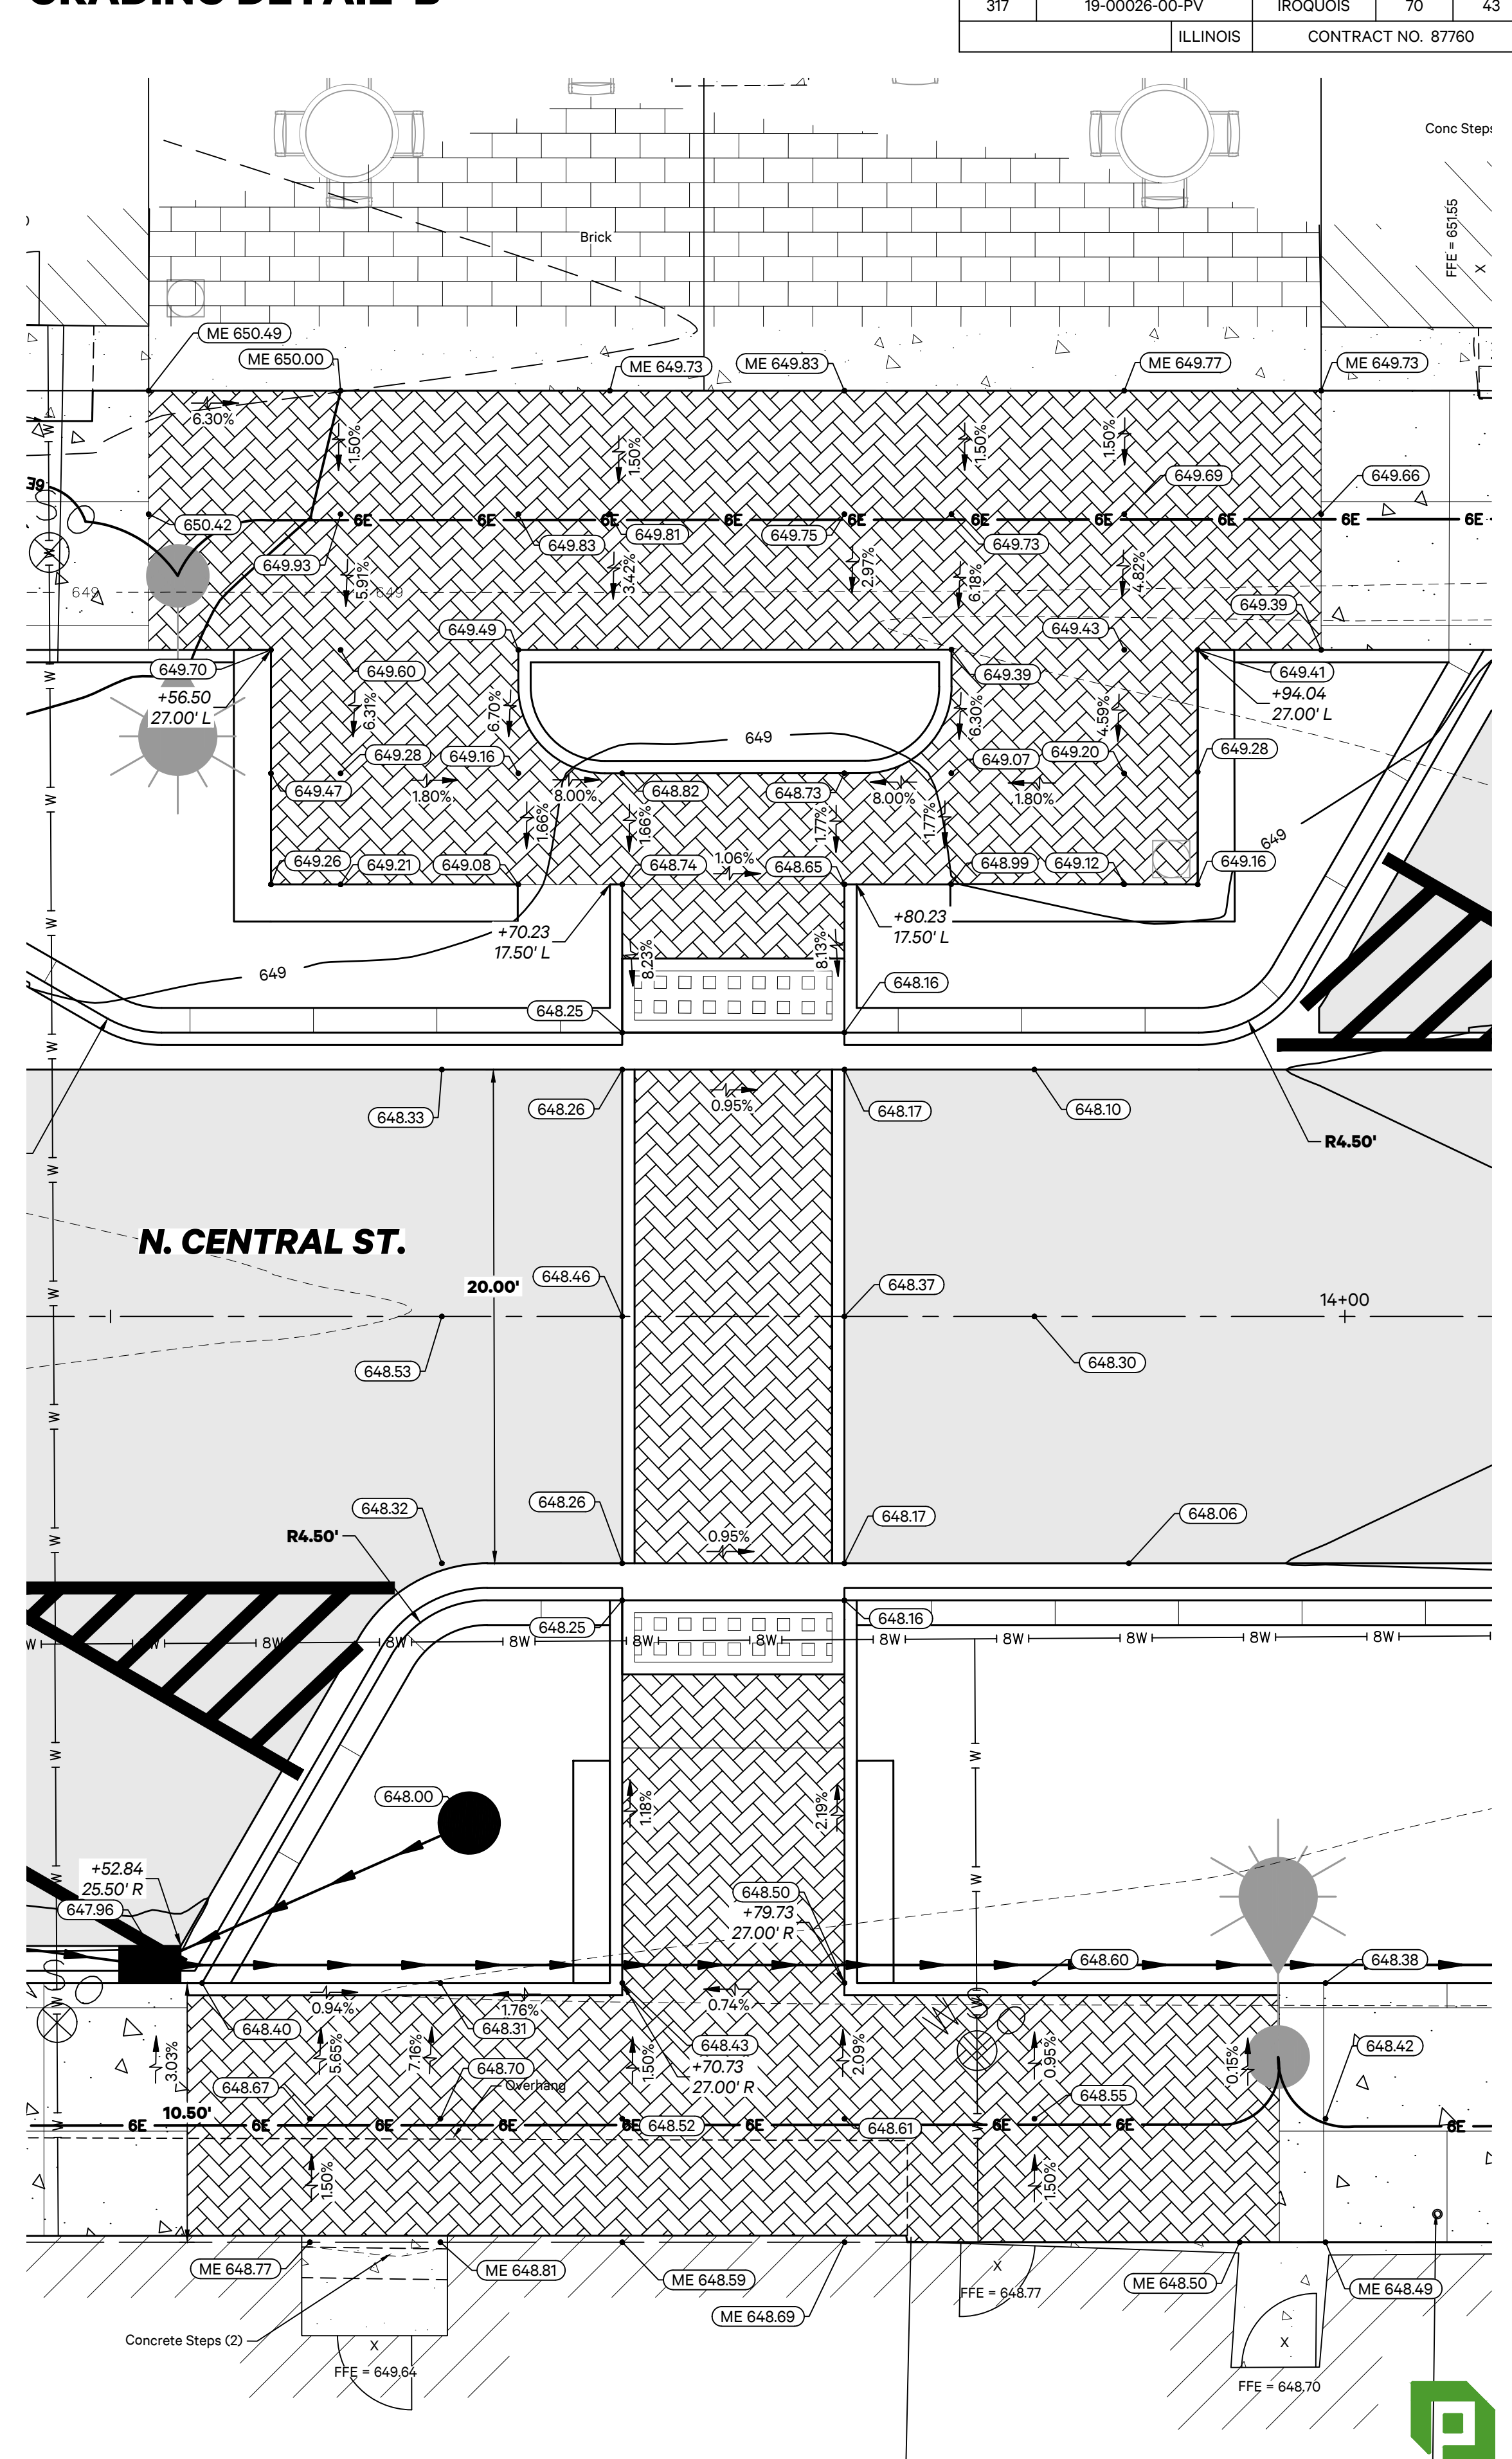 GRADING DETAIL B
317 19-00026-00-PV IROQUOIS 70 43
ILLINOIS CONTRACT NO. 87760
Conc Steps
FFE = 651.55
X
Brick
ME 650.49
ME 650.00
ME 649.73
ME 649.83
ME 649.77
ME 649.73
6.30%
1.50%
1.50%
1.50%
1.50%
649.69
649.66
6E
650.42
6E 6E 6E 6E 6E 6E 6E 6E 6E 6E
649.83
649.81
649.75
649.73
649.93
5.91%
3.42%
2.97%
6.18%
4.82%
649
649
649.39
649.49
649.43
649.70
649.60
649.39
649.41
+56.50
27.00' L
+94.04
27.00' L
6.31%
6.70%
6.30%
4.59%
649
649.28
649.16
649.07
649.20
649.28
649.47
1.80%
8.00%
648.82
648.73
8.00%
1.80%
1.66%
1.66%
1.77%
1.77%
649
649.26
649.21
649.08
648.74
1.06%
648.65
648.99
649.12
649.16
+70.23
17.50' L
+80.23
17.50' L
8.23%
8.13%
649
648.25
648.16
648.33
648.26
0.95%
648.17
648.10
R4.50'
N. CENTRAL ST.
20.00'
648.46
648.37
14+00
648.53
648.30
648.32
648.26
648.17
648.06
R4.50'
0.95%
648.25
648.16
W 8W 8W 8W 8W 8W 8W 8W 8W 8W 8W
648.00
1.18%
2.19%
+52.84
25.50' R
647.96
648.50
+79.73
27.00' R
648.60
648.38
0.94%
1.76%
0.74%
648.40
648.31
648.43
648.42
3.03%
5.65%
7.16%
1.50%
2.09%
0.95%
0.15%
+70.73
27.00' R
648.67
648.70
Overhang
648.55
10.50'
6E 6E 6E 6E 6E 648.52 6E 648.61 6E 6E 6E
1.50%
1.50%
ME 648.77
ME 648.81
ME 648.59
X
FFE = 648.77
ME 648.50
ME 648.49
ME 648.69
Concrete Steps (2)
X
FFE = 649.64
X
FFE = 648.70